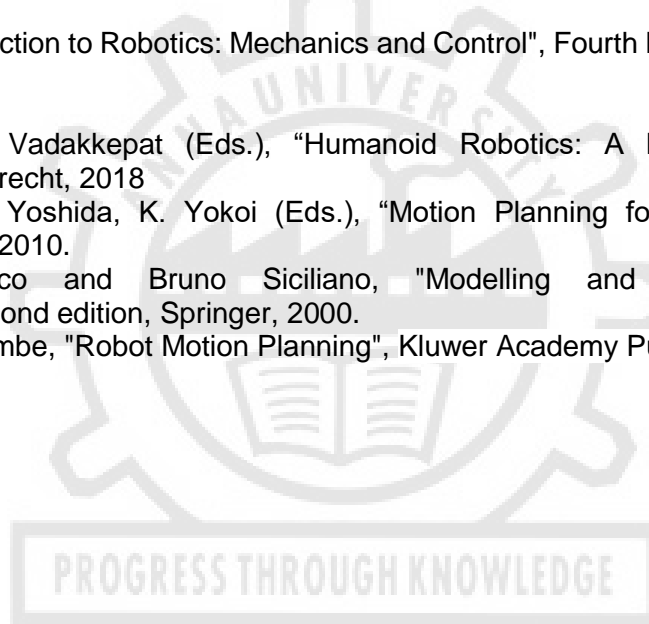 ction to Robotics: Mechanics and Control", Fourth
ANNA UNIVERSITY
Vadakkepat (Eds.), “Humanoid Robotics: A
recht, 2018
Yoshida, K. Yokoi (Eds.), “Motion Planning fo
2010.
co and Bruno Siciliano, "Modelling and
ond edition, Springer, 2000.
mbe, "Robot Motion Planning", Kluwer Academy Pu
PROGRESS THROUGH KNOWLEDGE